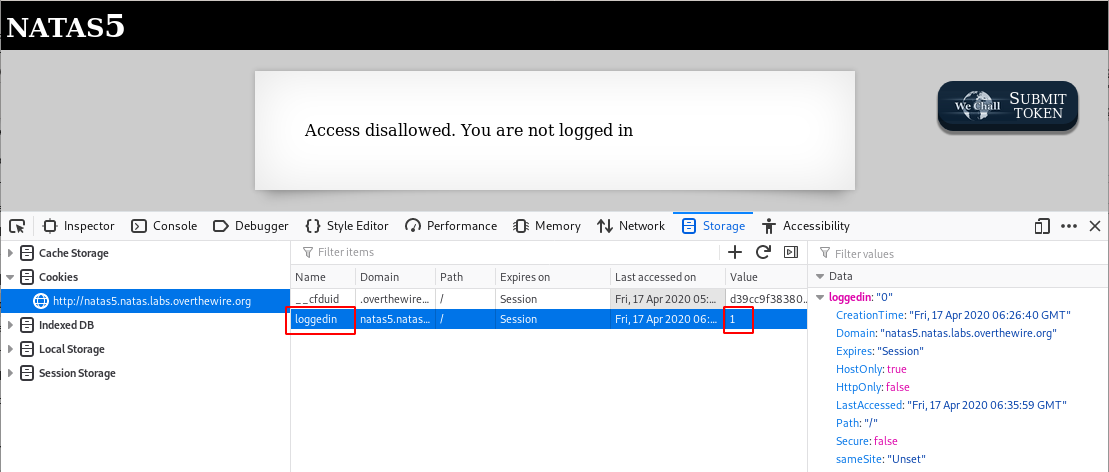 NATAS5
Access disallowed. You are not logged in
We Chall SUBMIT TOKEN
Inspector Console Debugger Style Editor Performance Memory Network Storage Accessibility
Cache Storage
Cookies
http://natas5.natas.labs.overthewire.org
Indexed DB
Local Storage
Session Storage
Filter items
Name Domain Path Expires on Last accessed on Value
__cfduid .overthewire... / Session Fri, 17 Apr 2020 05:... d39cc9f38380...
loggedin natas5.natas... / Session Fri, 17 Apr 2020 06:... 1
Filter values
Data
loggedin: "0"
CreationTime: "Fri, 17 Apr 2020 06:26:40 GMT"
Domain: "natas5.natas.labs.overthewire.org"
Expires: "Session"
HostOnly: true
HttpOnly: false
LastAccessed: "Fri, 17 Apr 2020 06:35:59 GMT"
Path: "/"
Secure: false
sameSite: "Unset"